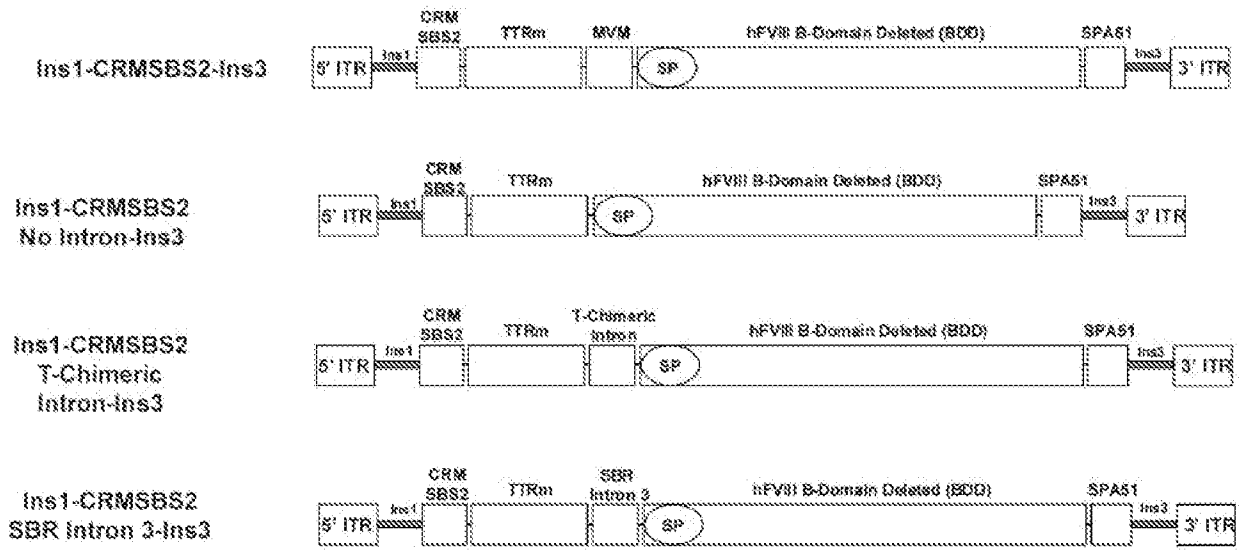 Ins1-CRMSBS2-Ins3
CRM
SBS2
TTRm
MVM
hFVIII B-Domain Deleted (BDD)
SPA51
5' ITR
Ins1
SP
Ins3
3' ITR
Ins1-CRMSBS2
No Intron-Ins3
CRM
SBS2
TTRm
hFVIII B-Domain Deleted (BDD)
SPA51
5' ITR
Ins1
SP
Ins3
3' ITR
Ins1-CRMSBS2
T-Chimeric
Intron-Ins3
CRM
SBS2
TTRm
T-Chimeric
Intron
hFVIII B-Domain Deleted (BDD)
SPA51
5' ITR
Ins1
SP
Ins3
3' ITR
Ins1-CRMSBS2
SBR Intron 3-Ins3
CRM
SBS2
TTRm
SBR
Intron 3
hFVIII B-Domain Deleted (BDD)
SPA51
5' ITR
Ins1
SP
Ins3
3' ITR